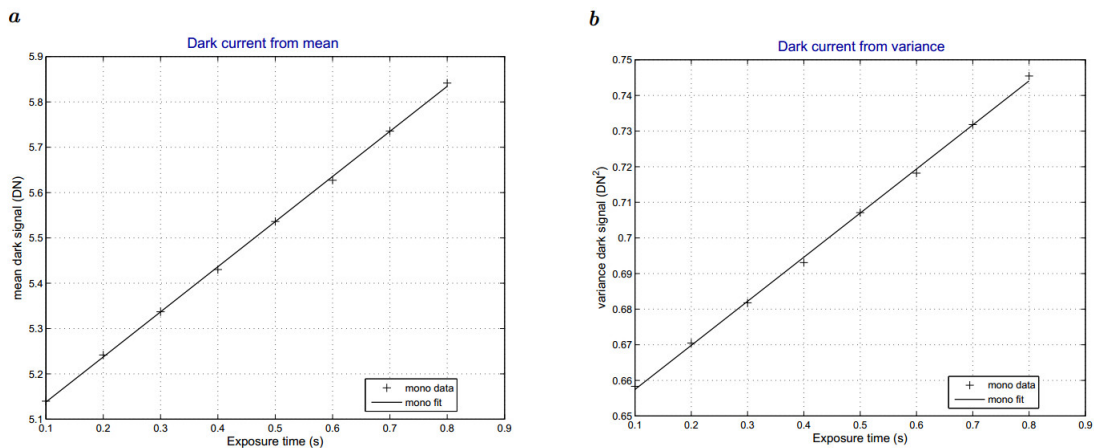 a
Dark current from mean
5.9
5.8
5.7
5.6
5.5
5.4
5.3
5.2
5.1
mean dark signal (DN)
0.1 0.2 0.3 0.4 0.5 0.6 0.7 0.8 0.9
Exposure time (s)
mono data
mono fit
b
Dark current from variance
0.75
0.74
0.73
0.72
0.71
0.7
0.69
0.68
0.67
0.66
0.65
variance dark signal (DN²)
0.1 0.2 0.3 0.4 0.5 0.6 0.7 0.8 0.9
Exposure time (s)
mono data
mono fit